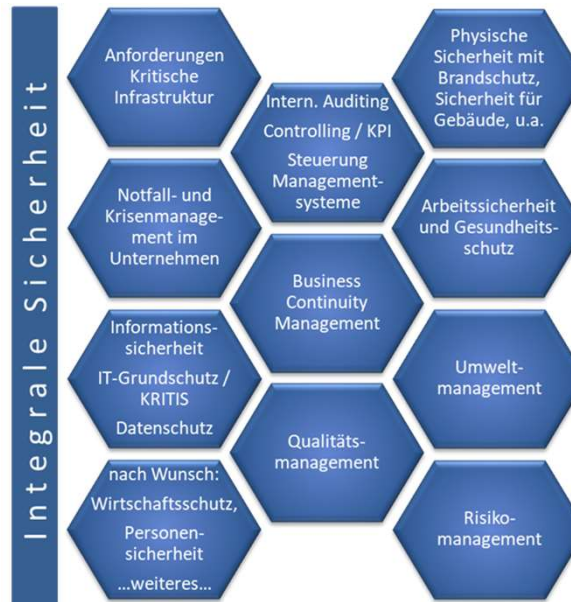 Integrale Sicherheit
Anforderungen
Kritische
Infrastruktur
Notfall- und
Krisenmanage-
ment im
Unternehmen
Informations-
sicherheit
IT-Grundschutz /
KRITIS
Datenschutz
nach Wunsch:
Wirtschaftsschutz,
Personen-
sicherheit
...weiteres...
Intern. Auditing
Controlling / KPI
Steuerung
Management-
systeme
Business
Continuity
Management
Qualitäts-
management
Physische
Sicherheit mit
Brandschutz,
Sicherheit für
Gebäude, u.a.
Arbeitssicherheit
und Gesundheits-
schutz
Umwelt-
management
Risiko-
management